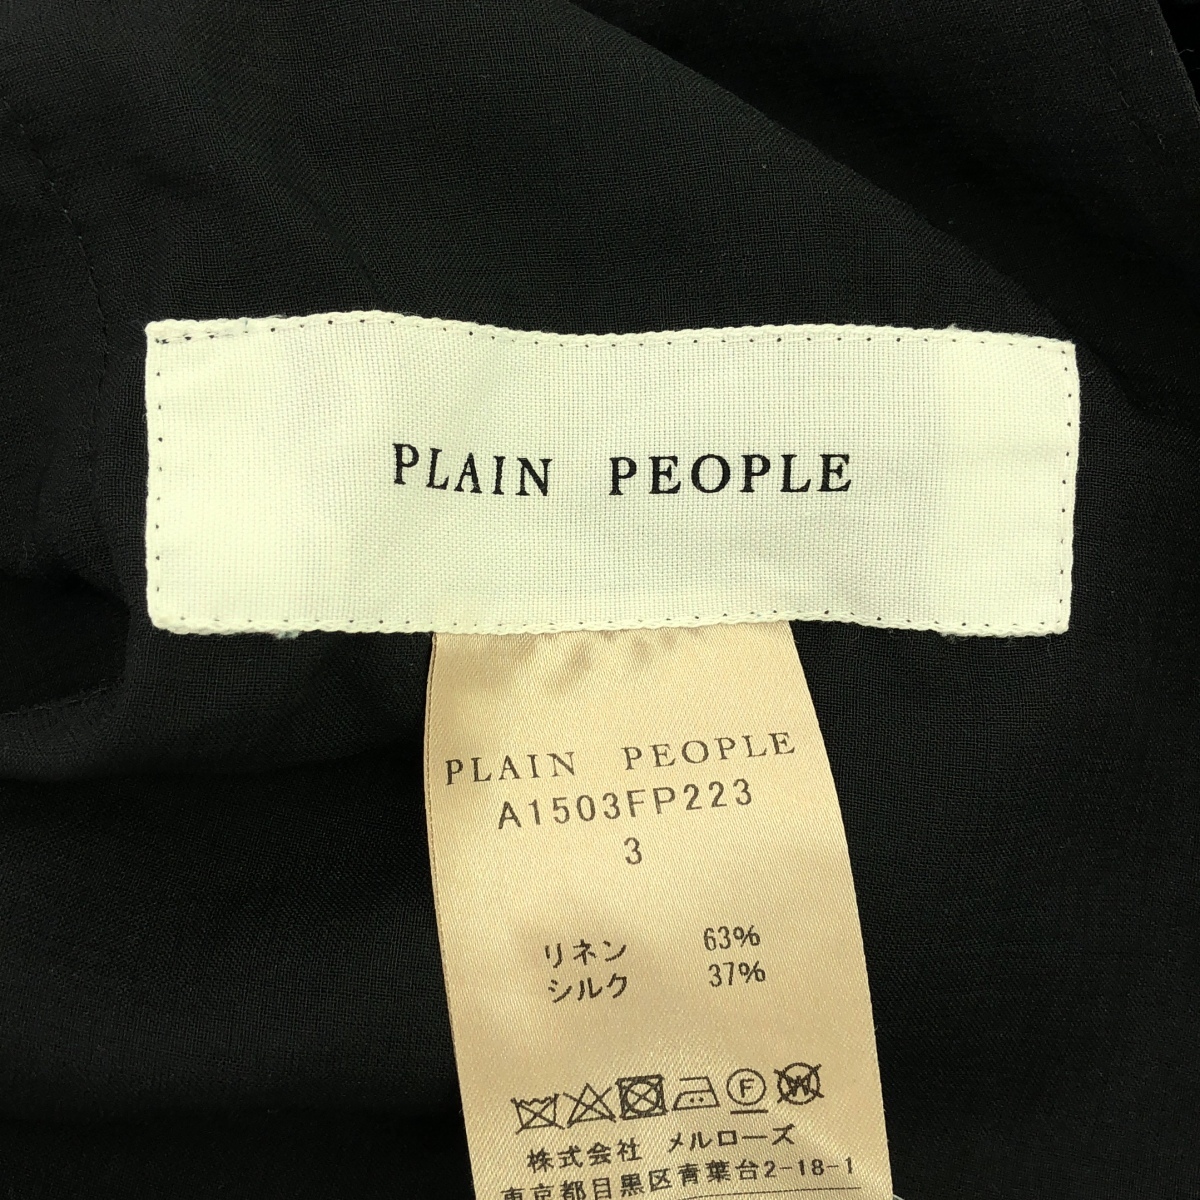 PLAIN PEOPLE
PLAIN PEOPLE
A1503FP223
3
リネン 63%
シルク 37%
F W
株式会社 メルローズ
東京都目黒区青葉台2-18-1